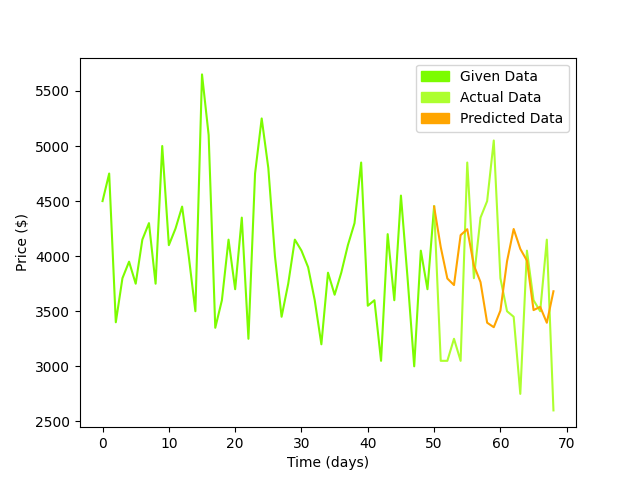 Given Data
Actual Data
Predicted Data
Price ($)
5500
5000
4500
4000
3500
3000
2500
0 10 20 30 40 50 60 70
Time (days)